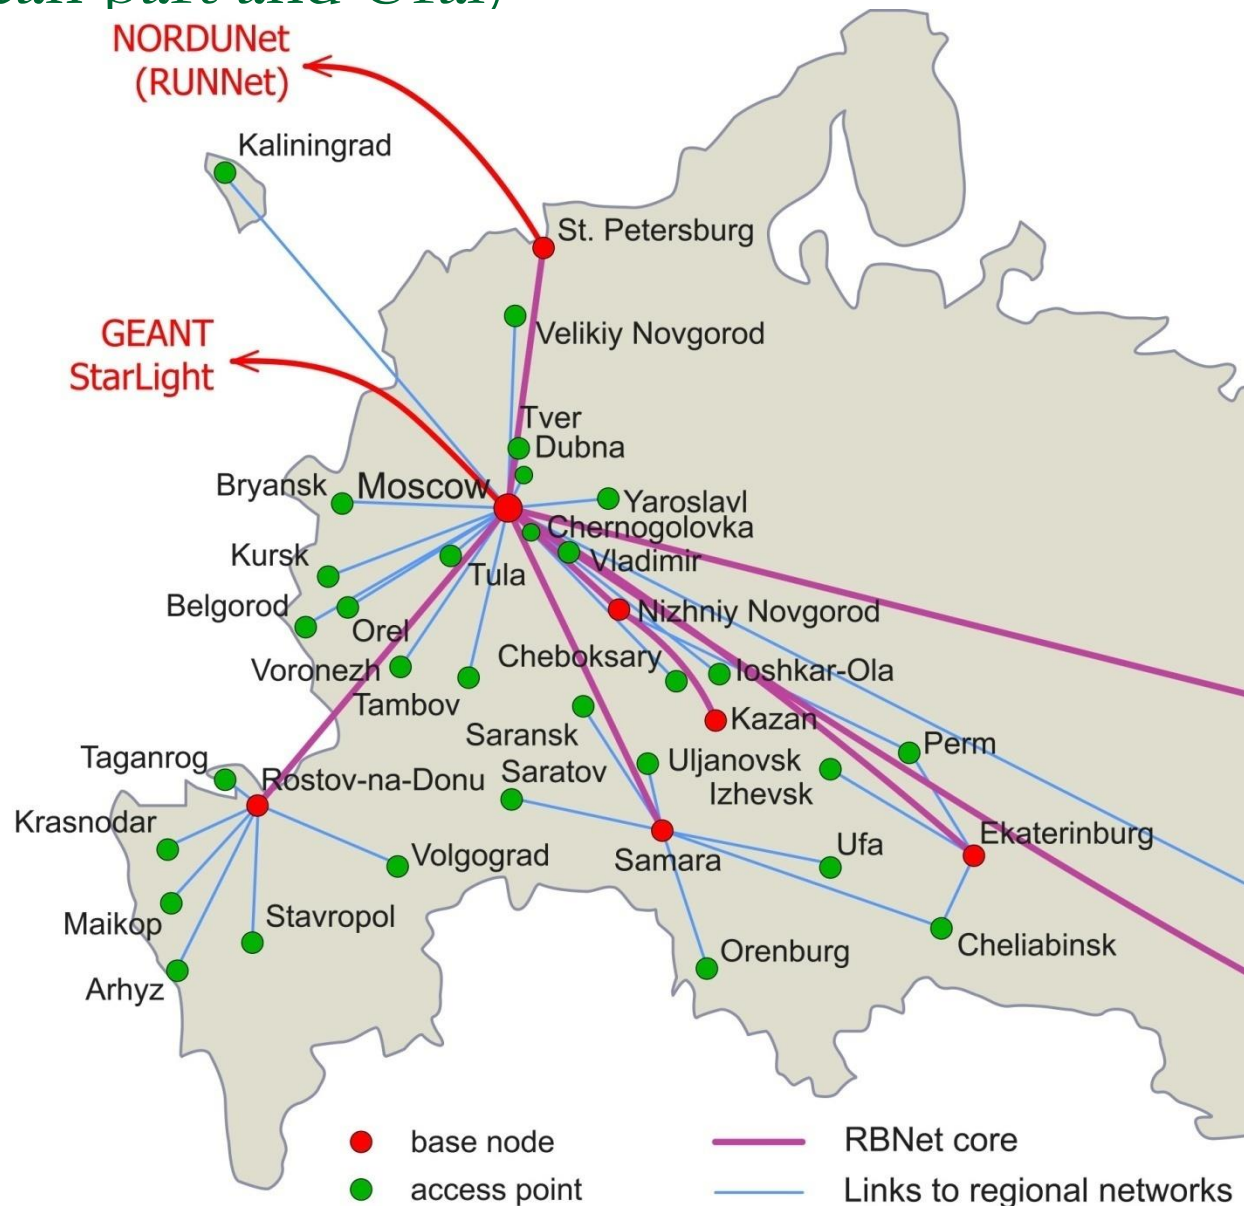 NORDUNet
(RUNNet)
Kaliningrad
St. Petersburg
GEANT
StarLight
Velikiy Novgorod
Tver
Dubna
Bryansk
Moscow
Yaroslavl
Chernogolovka
Kursk
Vladimir
Tula
Belgorod
Nizhniy Novgorod
Orel
Voronezh
Cheboksary
Ioshkar-Ola
Tambov
Kazan
Saransk
Perm
Taganrog
Rostov-na-Donu
Saratov
Uljanovsk
Izhevsk
Krasnodar
Ekaterinburg
Volgograd
Samara
Ufa
Maikop
Stavropol
Orenburg
Cheliabinsk
Arhyz
base node
RBNet core
access point
Links to regional networks